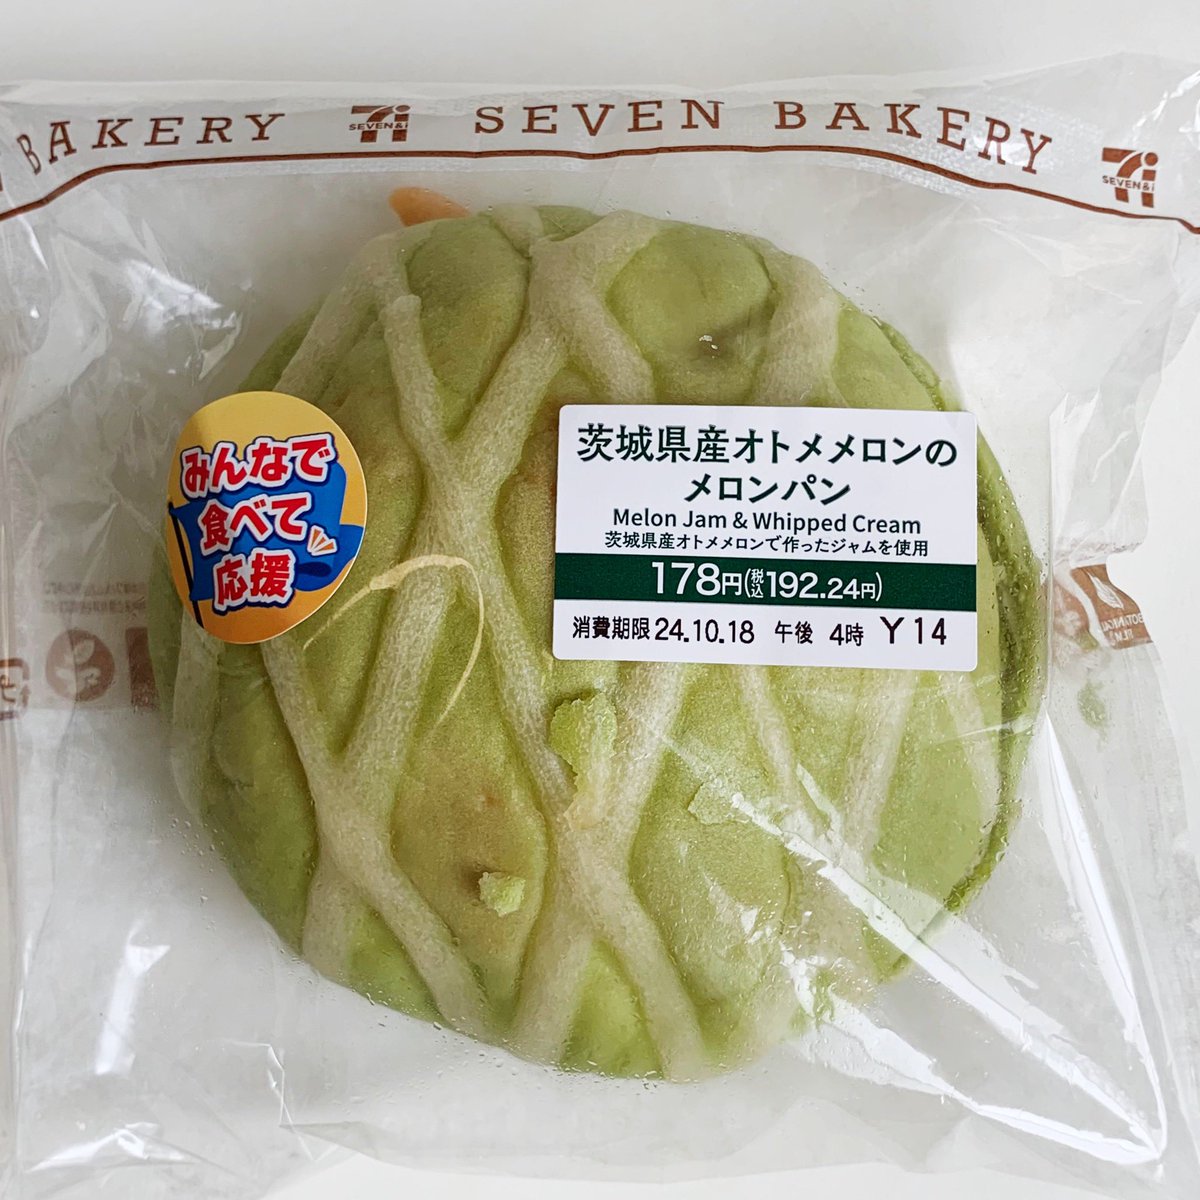 BAKERY SEVEN&i SEVEN BAKERY SEVEN&i
みんなで
食べて
応援
茨城県産オトメメロンの
メロンパン
Melon Jam & Whipped Cream
茨城県産オトメメロンで作ったジャムを使用
178円(税込192.24円)
消費期限24.10.18 午後 4時 Y14